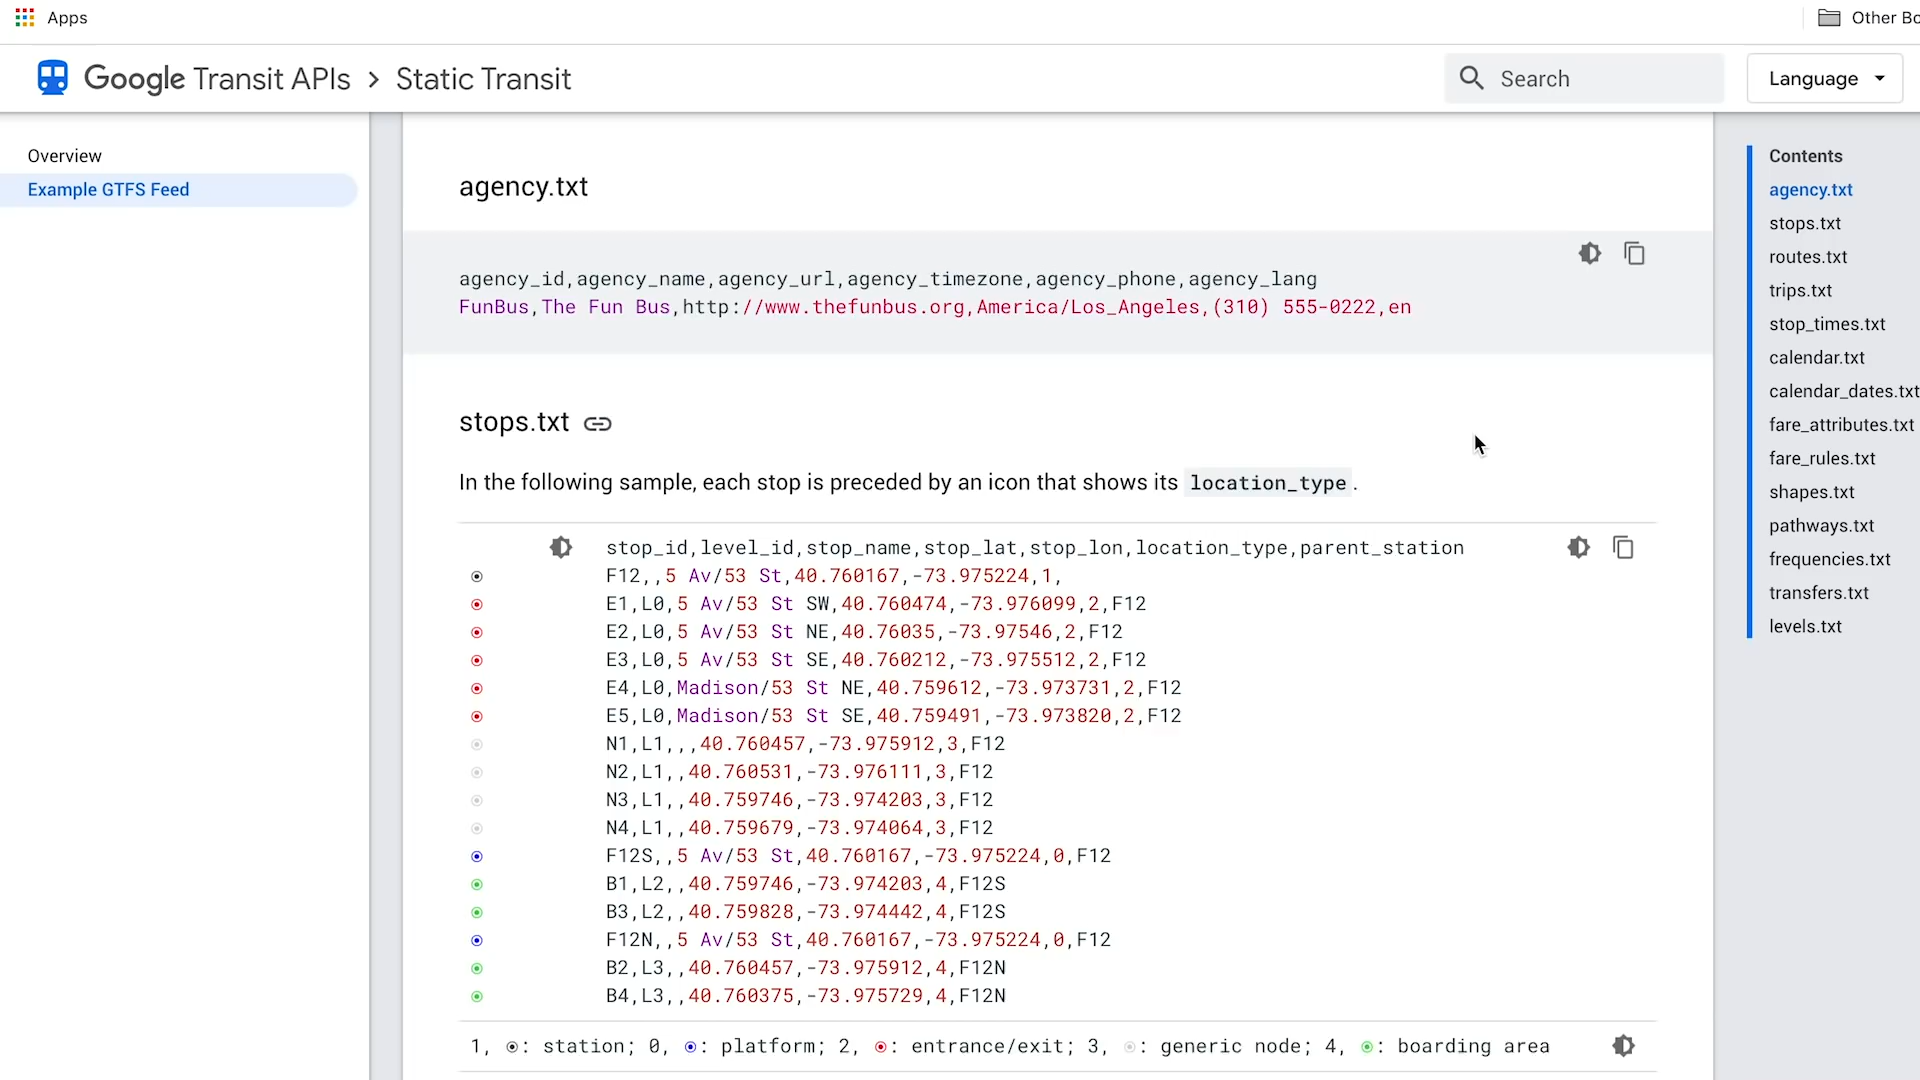 Apps
Other Bo
Google Transit APIs > Static Transit
Search
Language
Overview
Example GTFS Feed
agency.txt
agency_id,agency_name,agency_url,agency_timezone,agency_phone,agency_lang
FunBus,The Fun Bus,http://www.thefunbus.org,America/Los_Angeles,(310) 555-0222,en
stops.txt
In the following sample, each stop is preceded by an icon that shows its location_type.
stop_id,level_id,stop_name,stop_lat,stop_lon,location_type,parent_station
F12,,5 Av/53 St,40.760167,-73.975224,1,
E1,L0,5 Av/53 St SW,40.760474,-73.976099,2,F12
E2,L0,5 Av/53 St NE,40.76035,-73.97546,2,F12
E3,L0,5 Av/53 St SE,40.760212,-73.975512,2,F12
E4,L0,Madison/53 St NE,40.759612,-73.973731,2,F12
E5,L0,Madison/53 St SE,40.759491,-73.973820,2,F12
N1,L1,,,40.760457,-73.975912,3,F12
N2,L1,,40.760531,-73.976111,3,F12
N3,L1,,40.759746,-73.974203,3,F12
N4,L1,,40.759679,-73.974064,3,F12
F12S,,5 Av/53 St,40.760167,-73.975224,0,F12
B1,L2,,40.759746,-73.974203,4,F12S
B3,L2,,40.759828,-73.974442,4,F12S
F12N,,5 Av/53 St,40.760167,-73.975224,0,F12
B2,L3,,40.760457,-73.975912,4,F12N
B4,L3,,40.760375,-73.975729,4,F12N
1, : station; 0, : platform; 2, : entrance/exit; 3, : generic node; 4, : boarding area
Contents
agency.txt
stops.txt
routes.txt
trips.txt
stop_times.txt
calendar.txt
calendar_dates.txt
fare_attributes.txt
fare_rules.txt
shapes.txt
pathways.txt
frequencies.txt
transfers.txt
levels.txt